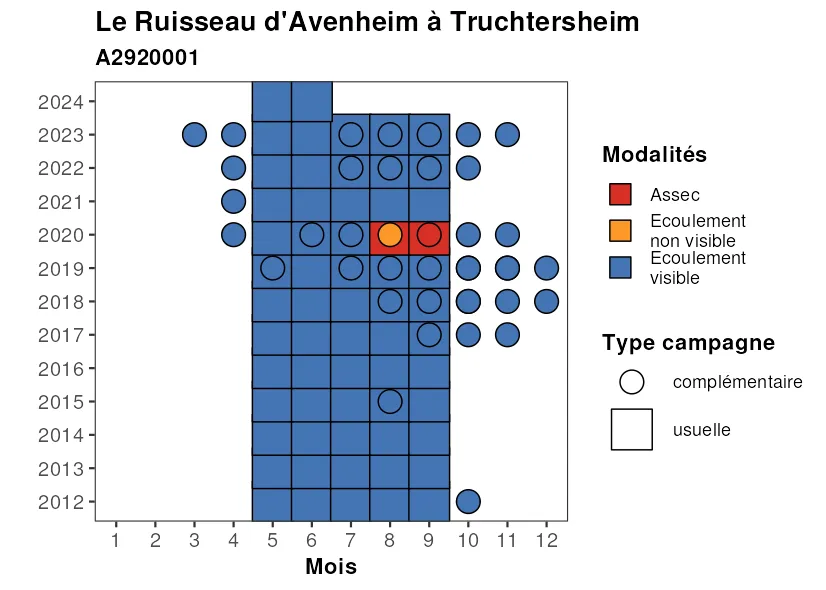 Le Ruisseau d'Avenheim à Truchtersheim
A2920001
2024
2023
2022
2021
2020
2019
2018
2017
2016
2015
2014
2013
2012
1 2 3 4 5 6 7 8 9 10 11 12
Mois
Modalités
Assec
Ecoulement
non visible
Ecoulement
visible
Type campagne
complémentaire
usuelle